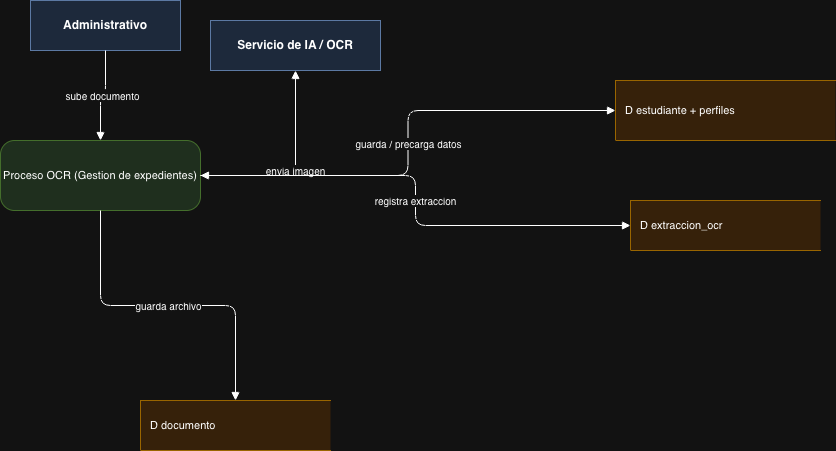 Administrativo
Servicio de IA / OCR
sube documento
D estudiante + perfiles
guarda / precarga datos
Proceso OCR (Gestion de expedientes)
envia imagen
registra extraccion
D extraccion_ocr
guarda archivo
D documento